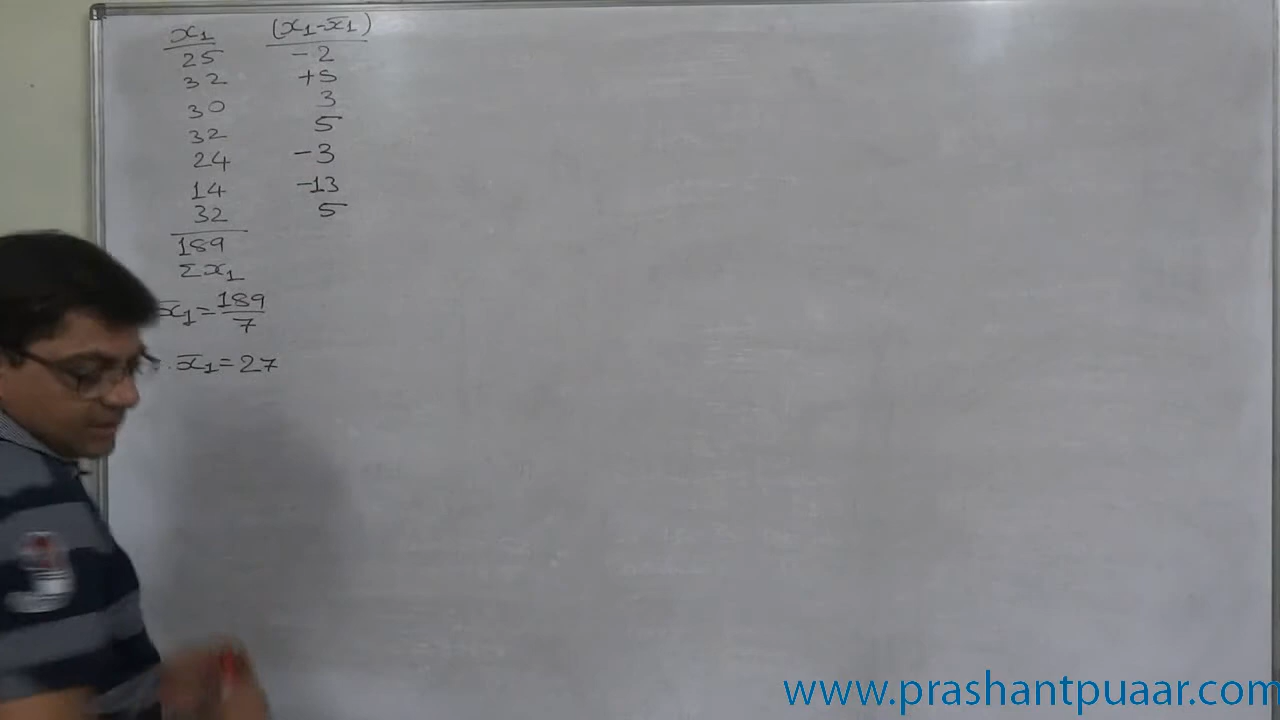 x₁ (x₁-x̄₁)
25 -2
32 +5
30 3
32 5
24 -3
14 -13
32 5
189
Σx₁
x̄₁ = 189/7
∴ x̄₁ = 27
www.prashantpuaar.com